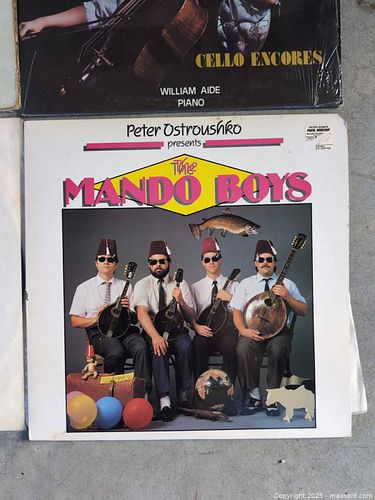 CELLO ENCORES
WILLIAM AIDE
PIANO
Peter Ostroushko
presents
The
MANDO BOYS
Copyright 2025 - maxsold.com